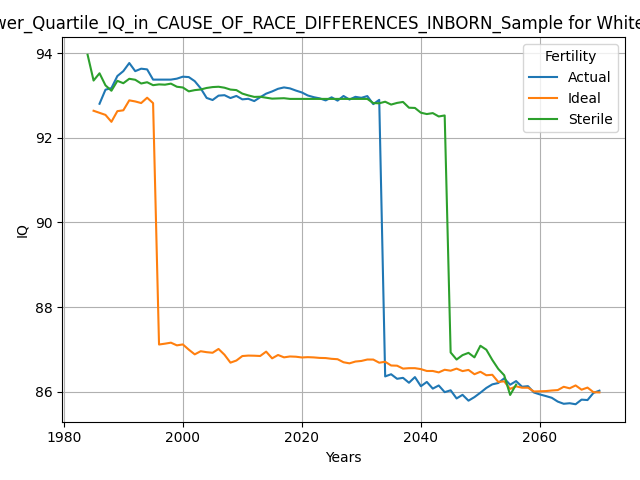 wer_Quartile_IQ_in_CAUSE_OF_RACE_DIFFERENCES_INBORN_Sample for White
94
92
90
88
86
IQ
1980
2000
2020
2040
2060
Years
Fertility
Actual
Ideal
Sterile